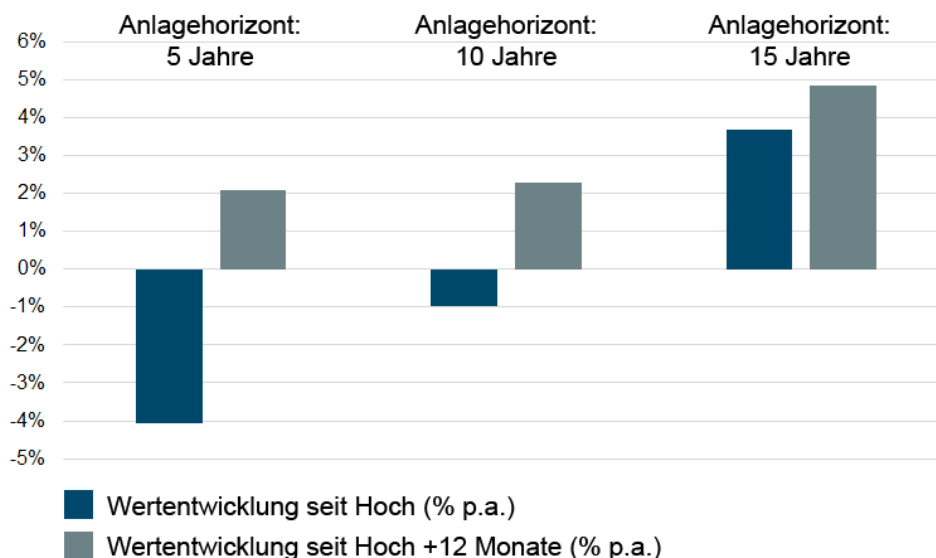 Anlagehorizont:
5 Jahre
Anlagehorizont:
10 Jahre
Anlagehorizont:
15 Jahre
6%
5%
4%
3%
2%
1%
0%
-1%
-2%
-3%
-4%
-5%
Wertentwicklung seit Hoch (% p.a.)
Wertentwicklung seit Hoch +12 Monate (% p.a.)